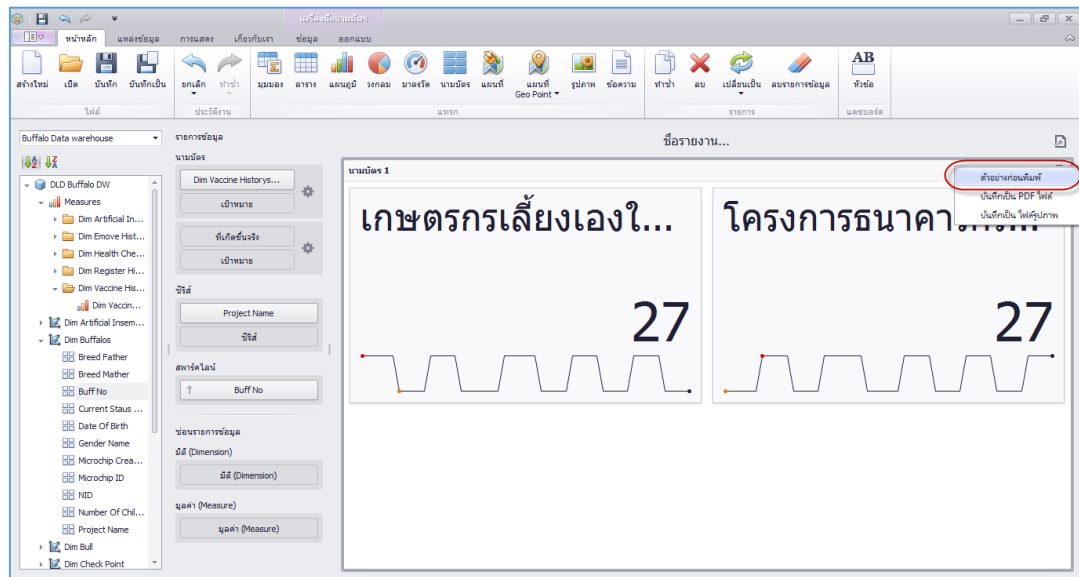 เครื่องมือนามบัตร
หน้าหลัก แหล่งข้อมูล การแสดง เกี่ยวกับเรา ข้อมูล ออกแบบ
สร้างใหม่ เปิด บันทึก บันทึกเป็น ยกเลิก ทำซ้ำ มุมมอง ตาราง แผนภูมิ วงกลม มาตรวัด นามบัตร แผนที่ แผนที่ Geo Point รูปภาพ ข้อความ ทำซ้ำ ลบ เปลี่ยนเป็น ลบรายการข้อมูล AB หัวข้อ
ไฟล์ ประวัติงาน แทรก รายการ แดชบอร์ด
Buffalo Data warehouse
DLD Buffalo DW
Measures
Dim Artificial In...
Dim Emove Hist...
Dim Health Che...
Dim Register Hi...
Dim Vaccine His...
Dim Vaccin...
Dim Artificial Insem...
Dim Buffalos
Breed Father
Breed Mather
Buff No
Current Staus ...
Date Of Birth
Gender Name
Microchip Crea...
Microchip ID
NID
Number Of Chil...
Project Name
Dim Bull
Dim Check Point
รายการข้อมูล
นามบัตร
Dim Vaccine Historys...
เป้าหมาย
ที่เกิดขึ้นจริง
เป้าหมาย
ซีรีส์
Project Name
ซีรีส์
สพาร์คไลน์
Buff No
ซ่อนรายการข้อมูล
มิติ (Dimension)
มิติ (Dimension)
มูลค่า (Measure)
มูลค่า (Measure)
ชื่อรายงาน...
นามบัตร 1
ตัวอย่างก่อนพิมพ์
บันทึกเป็น PDF ไฟล์
บันทึกเป็น ไฟล์รูปภาพ
เกษตรกรเลี้ยงเองใ...
27
โครงการธนาคา
27